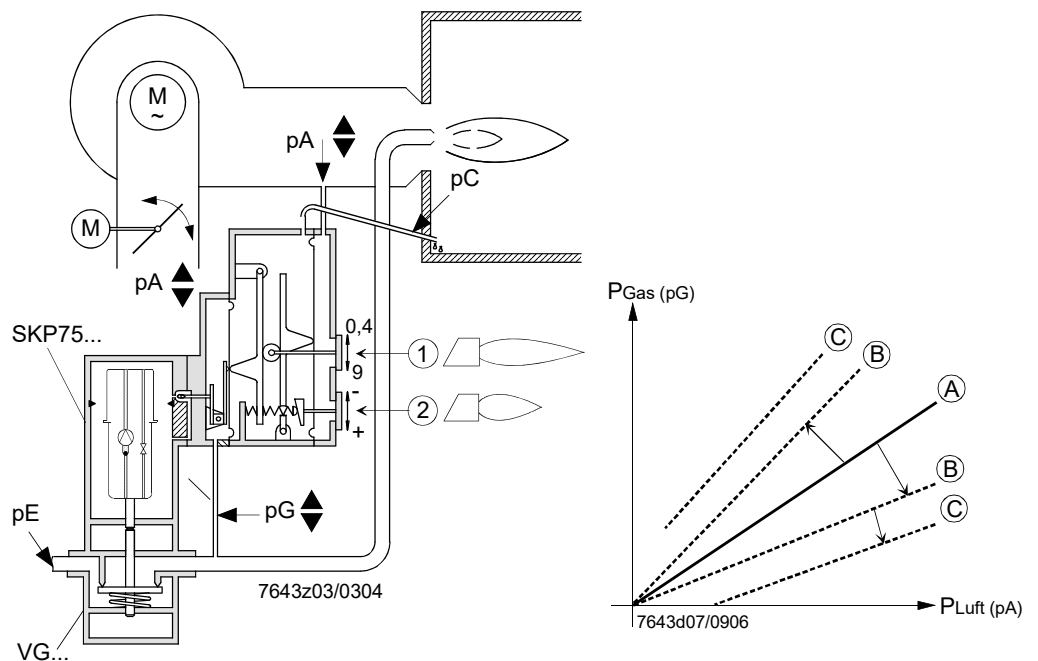 M
~
pA
pC
M
pA
SKP75...
0,4
1
9
-
2
+
pE
pG
7643z03/0304
VG...
PGas (pG)
C
B
A
B
C
PLuft (pA)
7643d07/0906